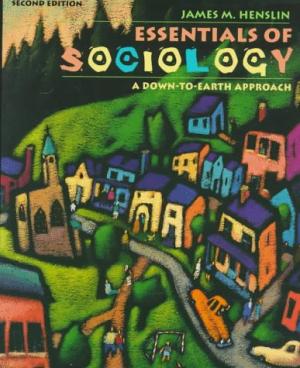 SECOND EDITION
JAMES M. HENSLIN
ESSENTIALS OF
SOCIOLOGY
A DOWN-TO-EARTH APPROACH